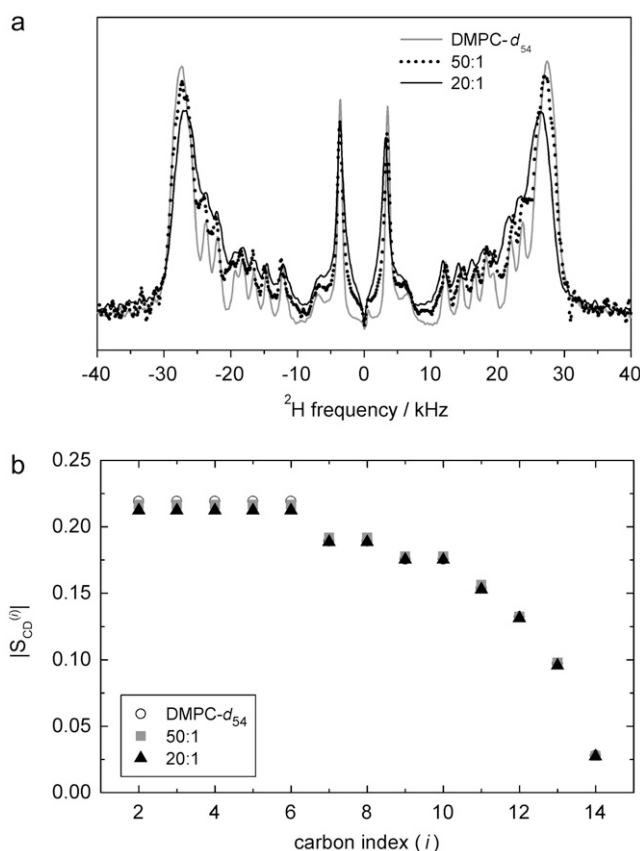 a
DMPC-d54
50:1
20:1
-40 -30 -20 -10 0 10 20 30 40
²H frequency / kHz
b
0.25
0.20
0.15
0.10
0.05
0.00
|S_CD^(i)|
DMPC-d54
50:1
20:1
2 4 6 8 10 12 14
carbon index (i)